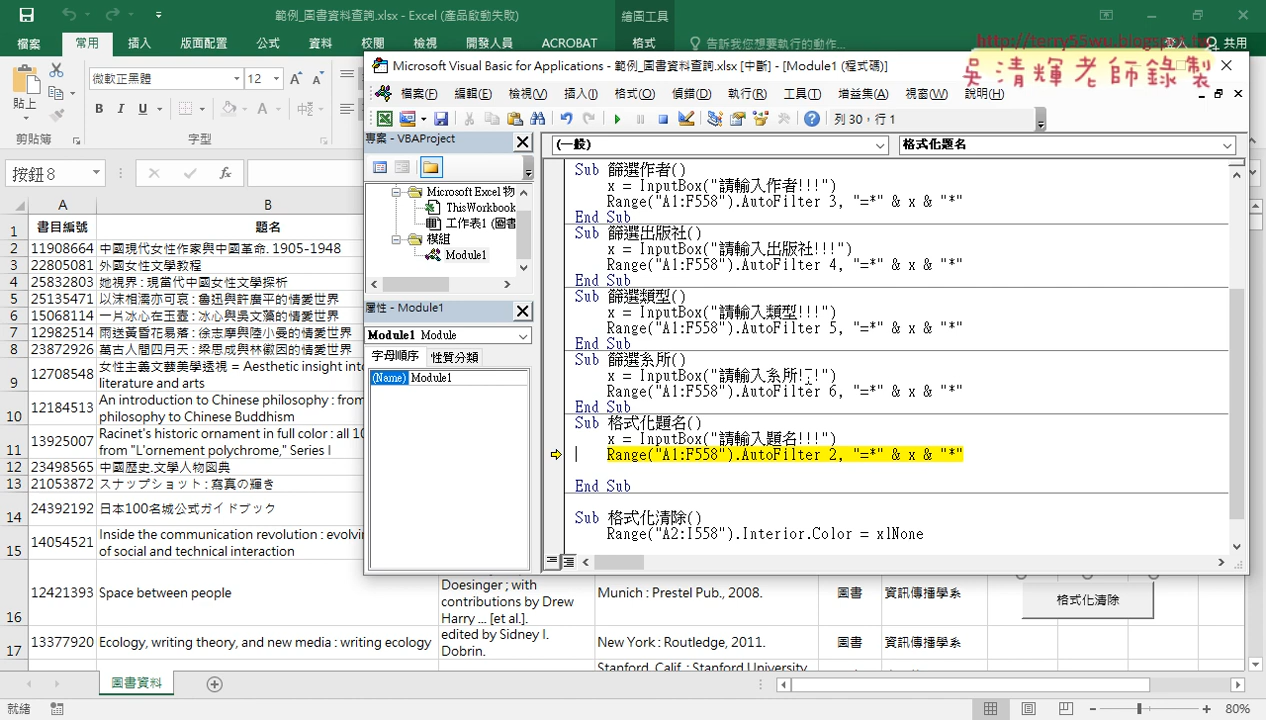 範例_圖書資料查詢.xlsx - Excel (產品啟動失敗)
繪圖工具
檔案 常用 插入 版面配置 公式 資料 校閱 檢視 開發人員 ACROBAT 格式 告訴我您想要執行的動作... 登入 共用
http://terry55wu.blogspot.tw
吳清輝老師錄製
貼上
微軟正黑體 12
B I U
剪貼簿 字型
按鈕8
fx
A B
1 書目編號 題名
2 11908664 中國現代女性作家與中國革命. 1905-1948
3 22805081 外國女性文學教程
4 25832803 她視界 : 現當代中國女性文學探析
5 25135471 以沫相濡亦可哀 : 魯迅與許廣平的情愛世界
6 15068114 一片冰心在玉壺 : 冰心與吳文藻的情愛世界
7 12982514 雨送黃昏花易落 : 徐志摩與陸小曼的情愛世界
8 23872926 萬古人間四月天 : 梁思成與林徽因的情愛世界
9 12708548 女性主義文藝美學透視 = Aesthetic insight into
literature and arts
10 12184513 An introduction to Chinese philosophy : from
philosophy to Chinese Buddhism
11 13925007 Racinet's historic ornament in full color : all 10
from "L'ornement polychrome," Series I
12 23498565 中國歷史.文學人物圖典
13 21053872 スナップショット : 寫真の輝き
14 24392192 日本100名城公式ガイドブック
15 14054521 Inside the communication revolution : evolving
of social and technical interaction
16 12421393 Space between people
Doesinger ; with
contributions by Drew
Harry ... [et al.].
Munich : Prestel Pub., 2008. 圖書 資訊傳播學系
格式化清除
17 13377920 Ecology, writing theory, and new media : writing ecology
edited by Sidney I.
Dobrin.
New York : Routledge, 2011. 圖書 資訊傳播學系
Stanford, Calif. : Stanford University
圖書資料
就緒
80%
Microsoft Visual Basic for Applications - 範例_圖書資料查詢.xlsx [中斷] - [Module1 (程式碼)]
檔案(F) 編輯(E) 檢視(V) 插入(I) 格式(O) 偵錯(D) 執行(R) 工具(T) 增益集(A) 視窗(W) 說明(H)
列 30，行 1
專案 - VBAProject
Microsoft Excel 物
ThisWorkbook
工作表1 (圖書
模組
Module1
屬性 - Module1
Module1 Module
字母順序 性質分類
(Name) Module1
(一般) 格式化題名
Sub 篩選作者()
x = InputBox("請輸入作者!!!")
Range("A1:F558").AutoFilter 3, "=*" & x & "*"
End Sub
Sub 篩選出版社()
x = InputBox("請輸入出版社!!!")
Range("A1:F558").AutoFilter 4, "=*" & x & "*"
End Sub
Sub 篩選類型()
x = InputBox("請輸入類型!!!")
Range("A1:F558").AutoFilter 5, "=*" & x & "*"
End Sub
Sub 篩選系所()
x = InputBox("請輸入系所!!!")
Range("A1:F558").AutoFilter 6, "=*" & x & "*"
End Sub
Sub 格式化題名()
x = InputBox("請輸入題名!!!")
Range("A1:F558").AutoFilter 2, "=*" & x & "*"
End Sub
Sub 格式化清除()
Range("A2:I558").Interior.Color = xlNone